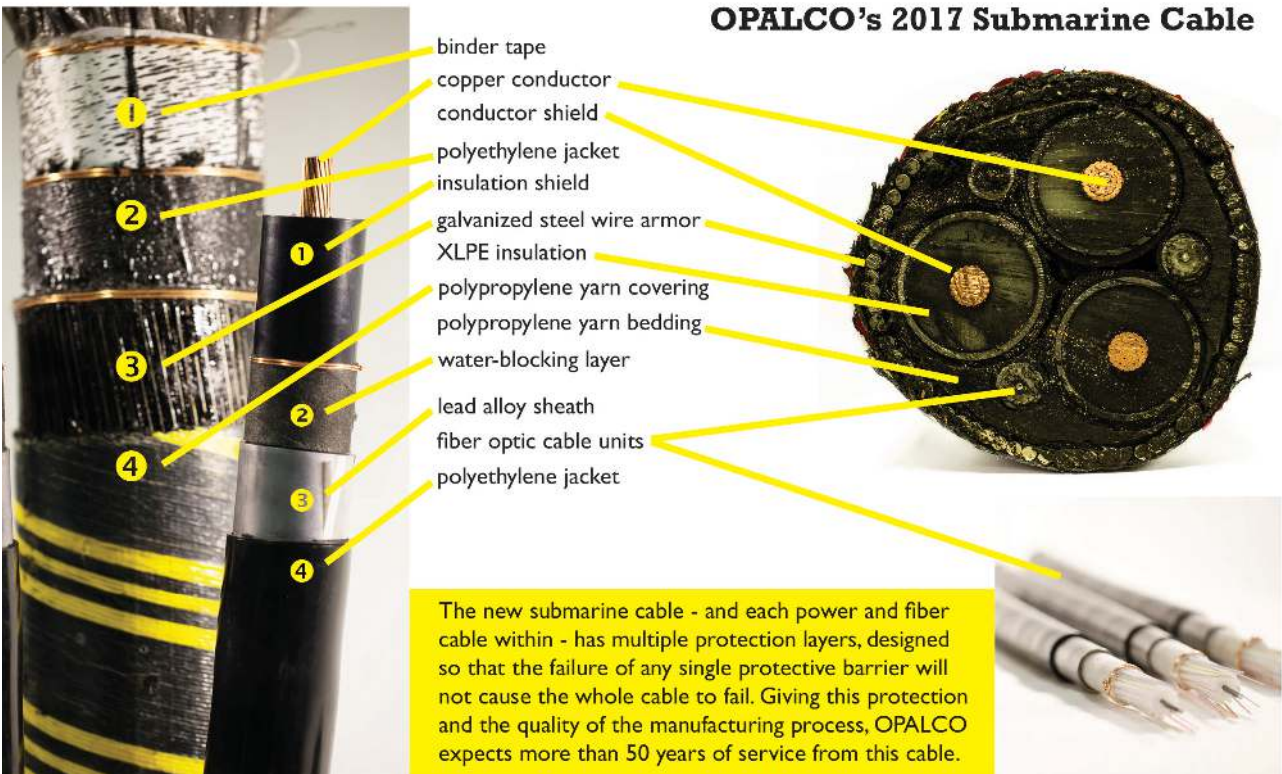 OPALCO's 2017 Submarine Cable
binder tape
copper conductor
conductor shield
polyethylene jacket
insulation shield
galvanized steel wire armor
XLPE insulation
polypropylene yarn covering
polypropylene yarn bedding
water-blocking layer
lead alloy sheath
fiber optic cable units
polyethylene jacket
1
2
3
4
1
2
3
4
The new submarine cable - and each power and fiber
cable within - has multiple protection layers, designed
so that the failure of any single protective barrier will
not cause the whole cable to fail. Giving this protection
and the quality of the manufacturing process, OPALCO
expects more than 50 years of service from this cable.